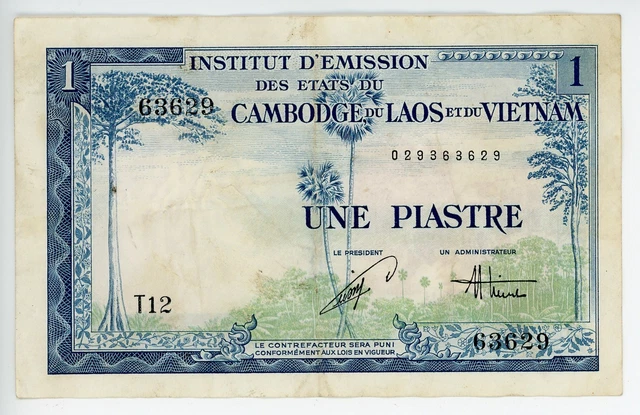 1
INSTITUT D'EMISSION
1
DES ETATS DU
63629
CAMBODGE DU LAOS ET DU VIETNAM
029363629
UNE PIASTRE
LE PRESIDENT
UN ADMINISTRATEUR
T12
63629
LE CONTREFACTEUR SERA PUNI
CONFORMÉMENT AUX LOIS EN VIGUEUR